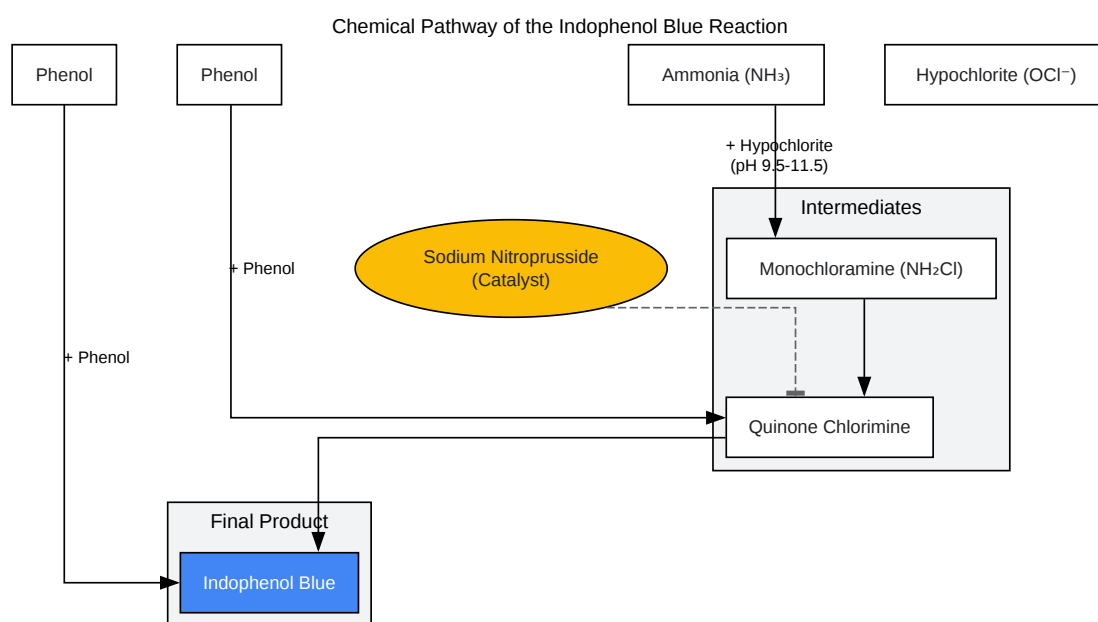 Chemical Pathway of the Indophenol Blue Reaction
Phenol
Phenol
Ammonia (NH₃)
Hypochlorite (OCl⁻)
+ Hypochlorite
(pH 9.5-11.5)
Intermediates
Sodium Nitroprusside
(Catalyst)
+ Phenol
Monochloramine (NH₂Cl)
+ Phenol
Quinone Chlorimine
Final Product
Indophenol Blue